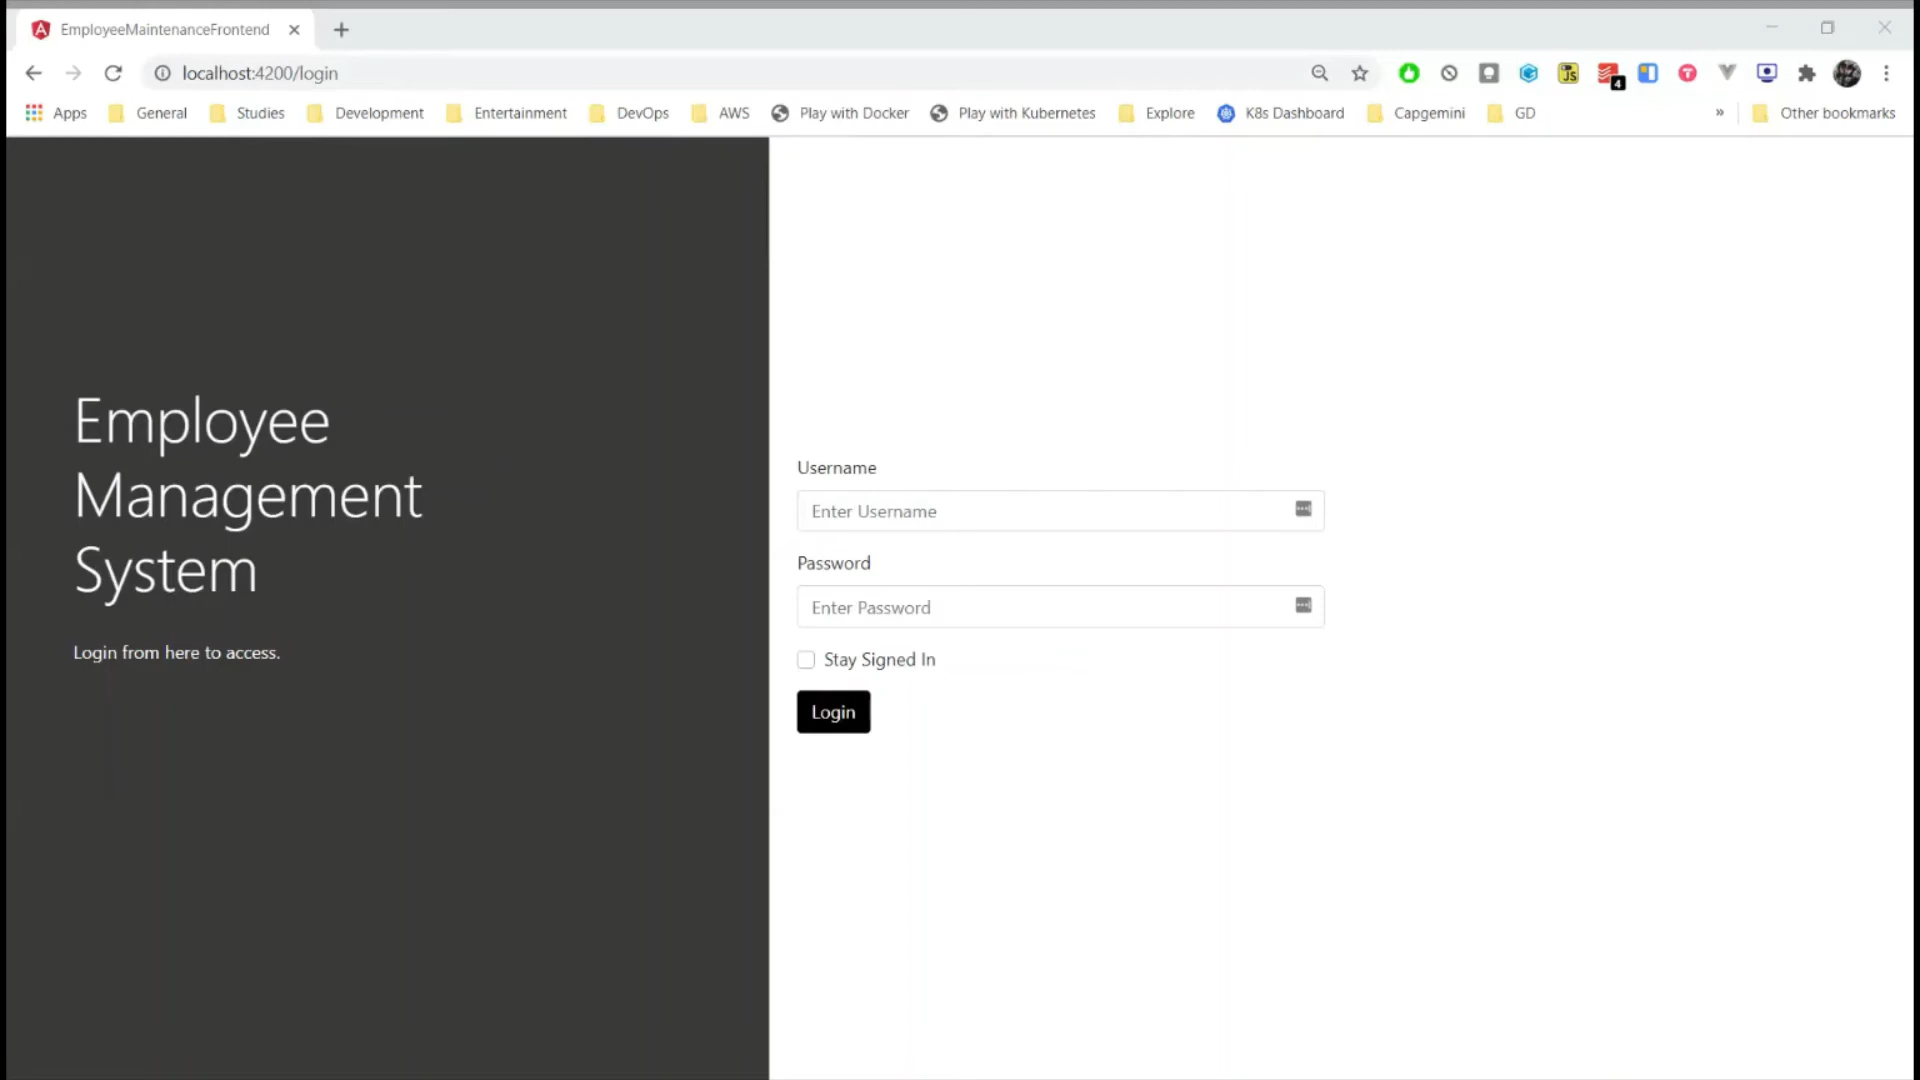 EmployeeMaintenanceFrontend
localhost:4200/login
4
JS
T
Apps General Studies Development Entertainment DevOps AWS Play with Docker Play with Kubernetes Explore K8s Dashboard Capgemini GD » Other bookmarks
Employee
Management
System
Login from here to access.
Username
Enter Username
Password
Enter Password
Stay Signed In
Login